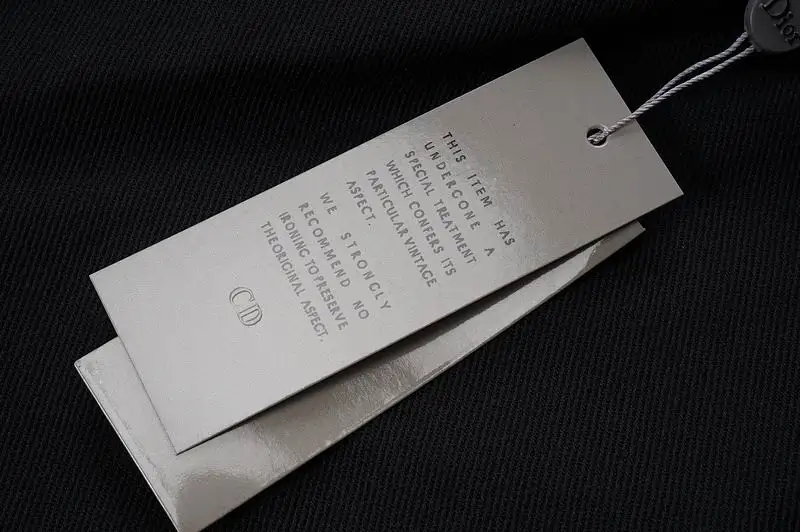 Dior
THIS ITEM HAS
UNDERGONE A
SPECIAL TREATMENT
WHICH CONFERS ITS
PARTICULAR VINTAGE
ASPECT.
WE STRONGLY
RECOMMEND NO
IRONING TO PRESERVE
THE ORIGINAL ASPECT.
CD